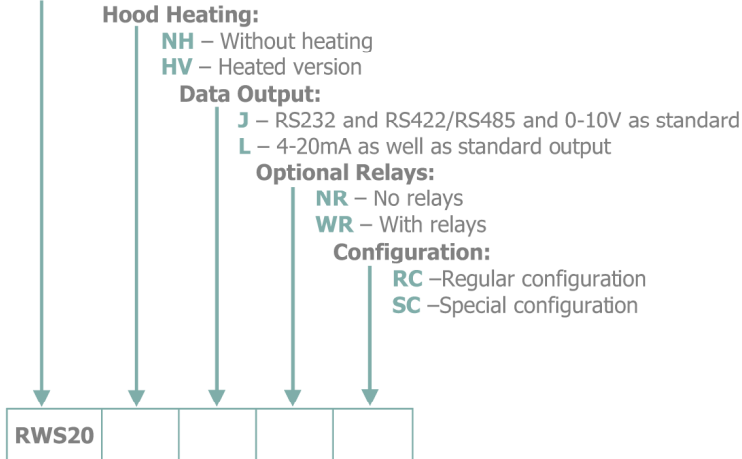 Hood Heating:
NH – Without heating
HV – Heated version
Data Output:
J – RS232 and RS422/RS485 and 0-10V as standard
L – 4-20mA as well as standard output
Optional Relays:
NR – No relays
WR – With relays
Configuration:
RC –Regular configuration
SC –Special configuration
RWS20